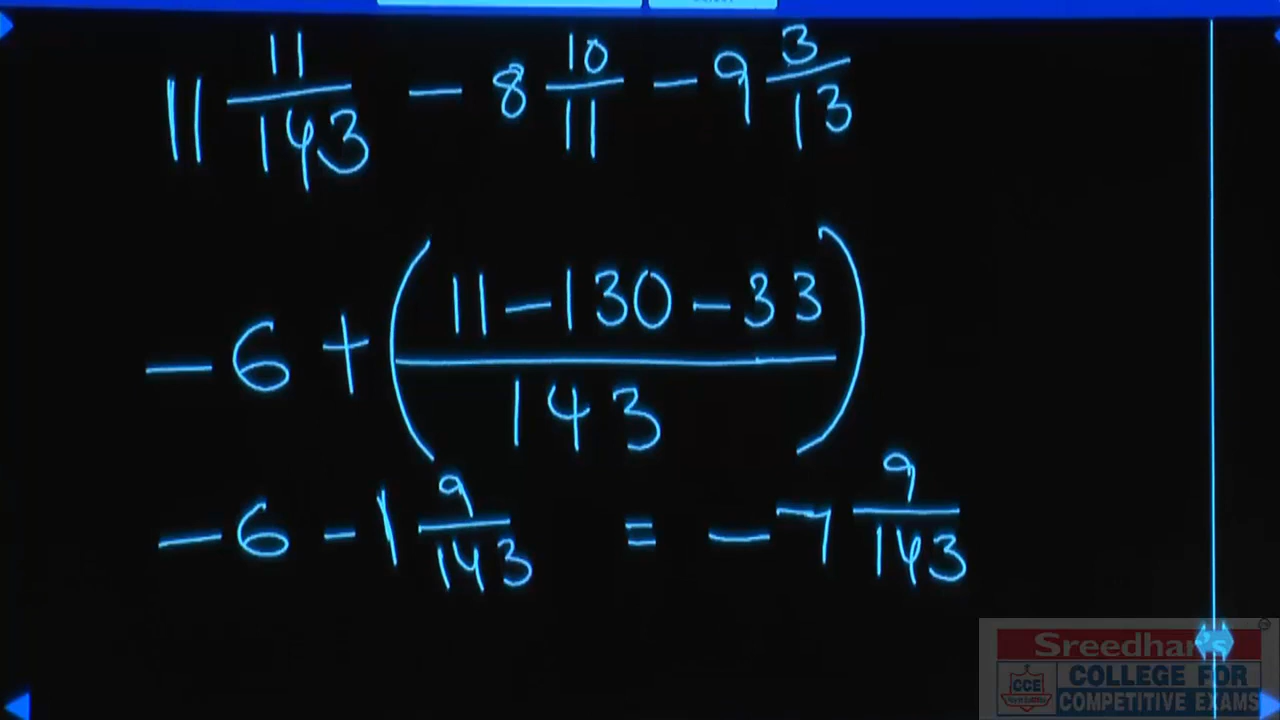 11 11/143 - 8 10/11 - 9 3/13
-6 + (11-130-33 / 143)
-6 -1 9/143 = -7 9/143
Sreedhar's
CCE COLLEGE FOR
COMPETITIVE EXAMS